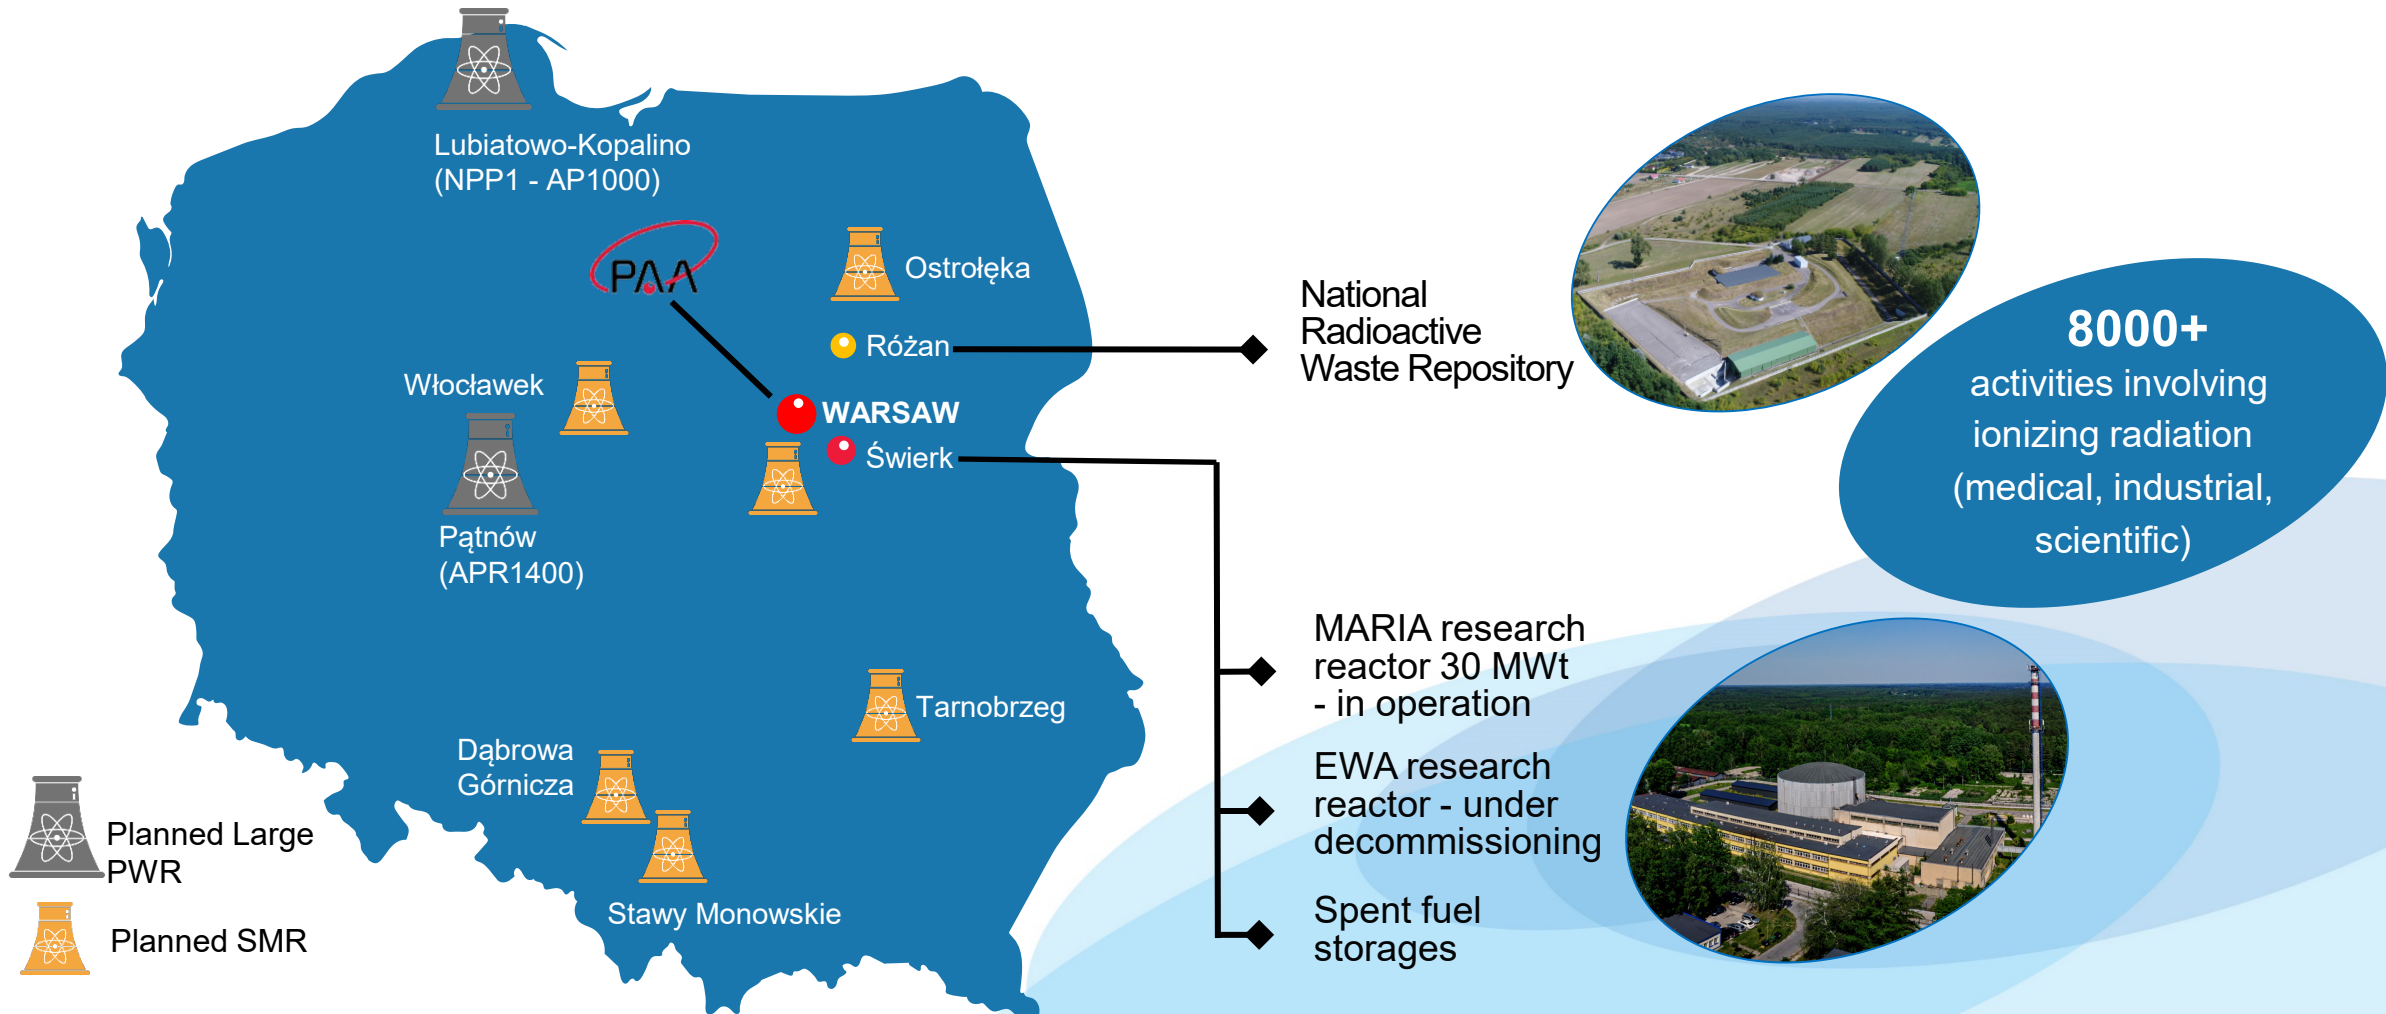 Lubiatowo-Kopalino
(NPP1 - AP1000)
PAA
Ostrołęka
Różan
Włocławek
WARSAW
Świerk
Pątnów
(APR1400)
Tarnobrzeg
Dąbrowa
Górnicza
Stawy Monowskie
Planned Large
PWR
Planned SMR
National
Radioactive
Waste Repository
8000+
activities involving
ionizing radiation
(medical, industrial,
scientific)
MARIA research
reactor 30 MWt
- in operation
EWA research
reactor - under
decommissioning
Spent fuel
storages